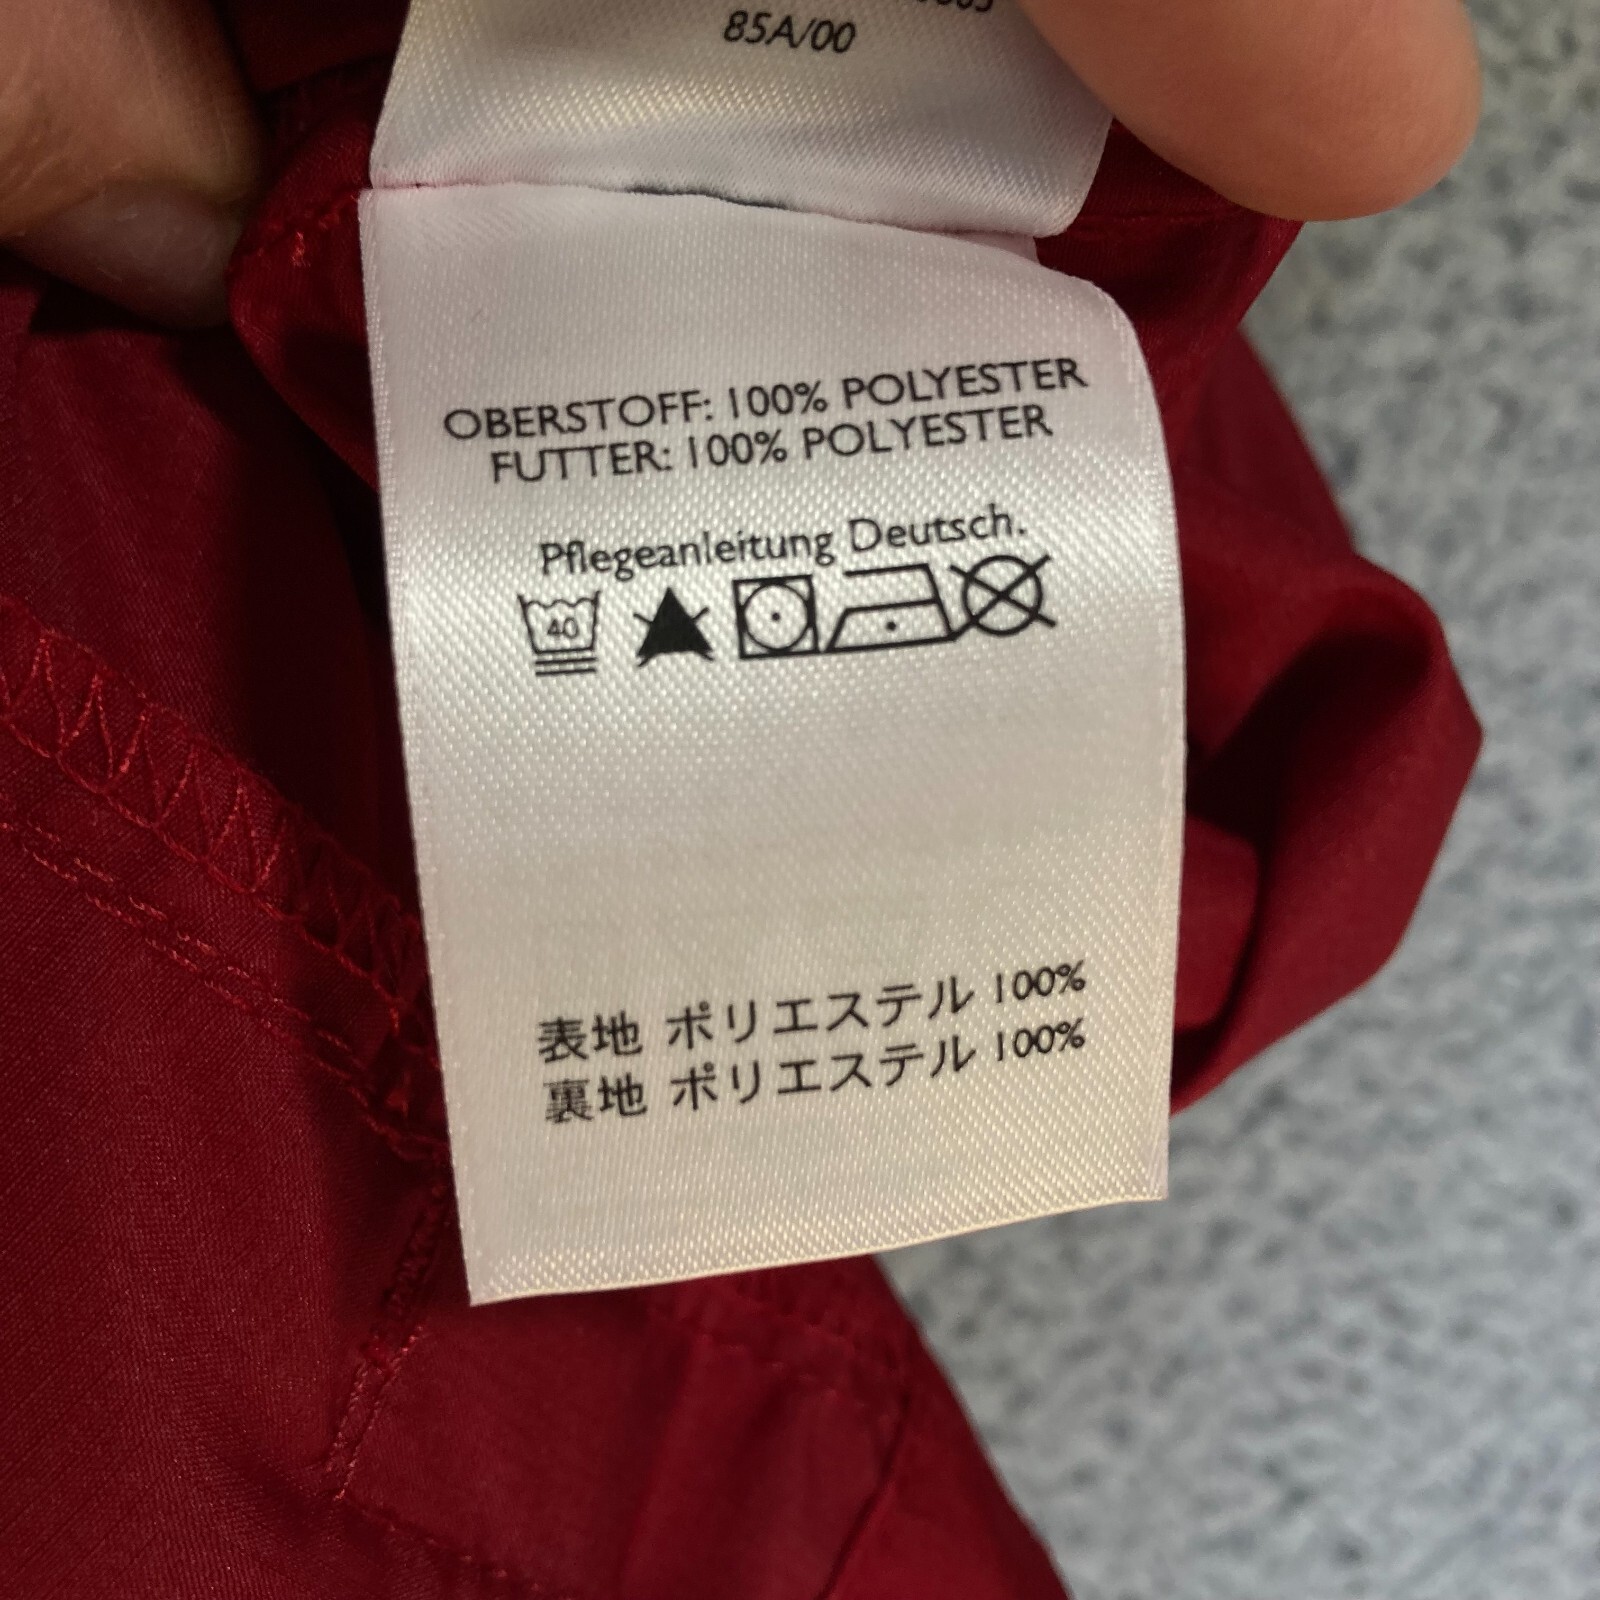 85A/00
OBERSTOFF: 100% POLYESTER
FUTTER: 100% POLYESTER
Pflegeanleitung Deutsch.
40
表地 ポリエステル 100%
裏地 ポリエステル 100%